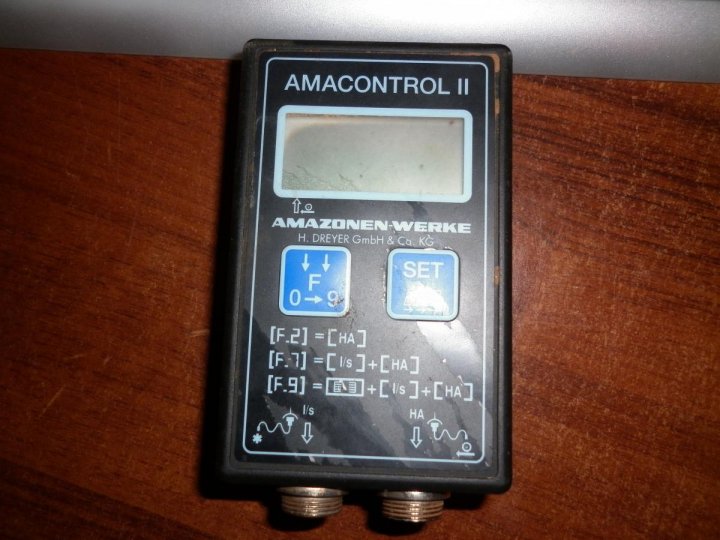 AMACONTROL II
AMAZONEN-WERKE
H. DREYER GmbH & Co. KG
F
0→9
SET
[F.2] = [HA]
[F.7] = [l/s] + [HA]
[F.9] = + [l/s] + [HA]
l/s HA